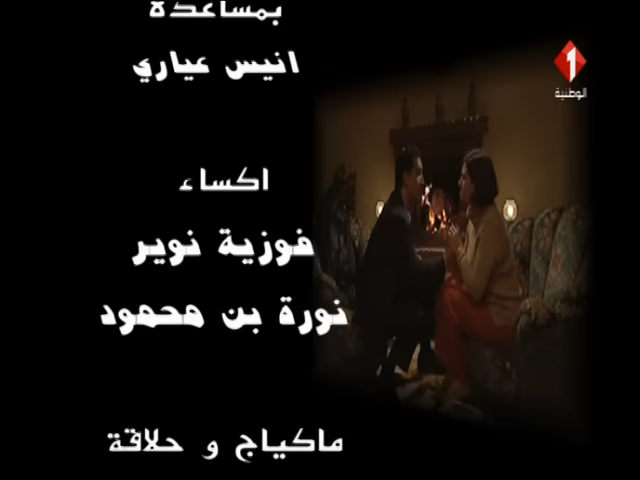 بمساعدة
انيس عياري
اكساء
فوزية نوير
نورة بن محمود
ماكياج و حلاقة
1
الوطنية